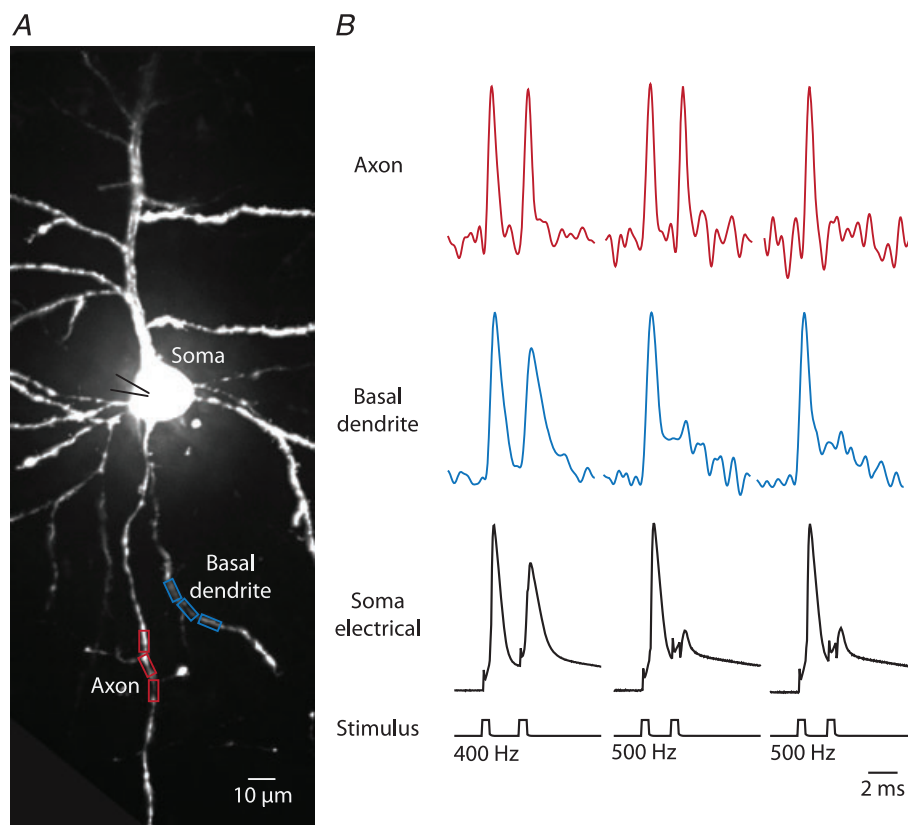 A
Soma
Basal
dendrite
Axon
10 µm
B
Axon
Basal
dendrite
Soma
electrical
Stimulus
400 Hz
500 Hz
500 Hz
2 ms